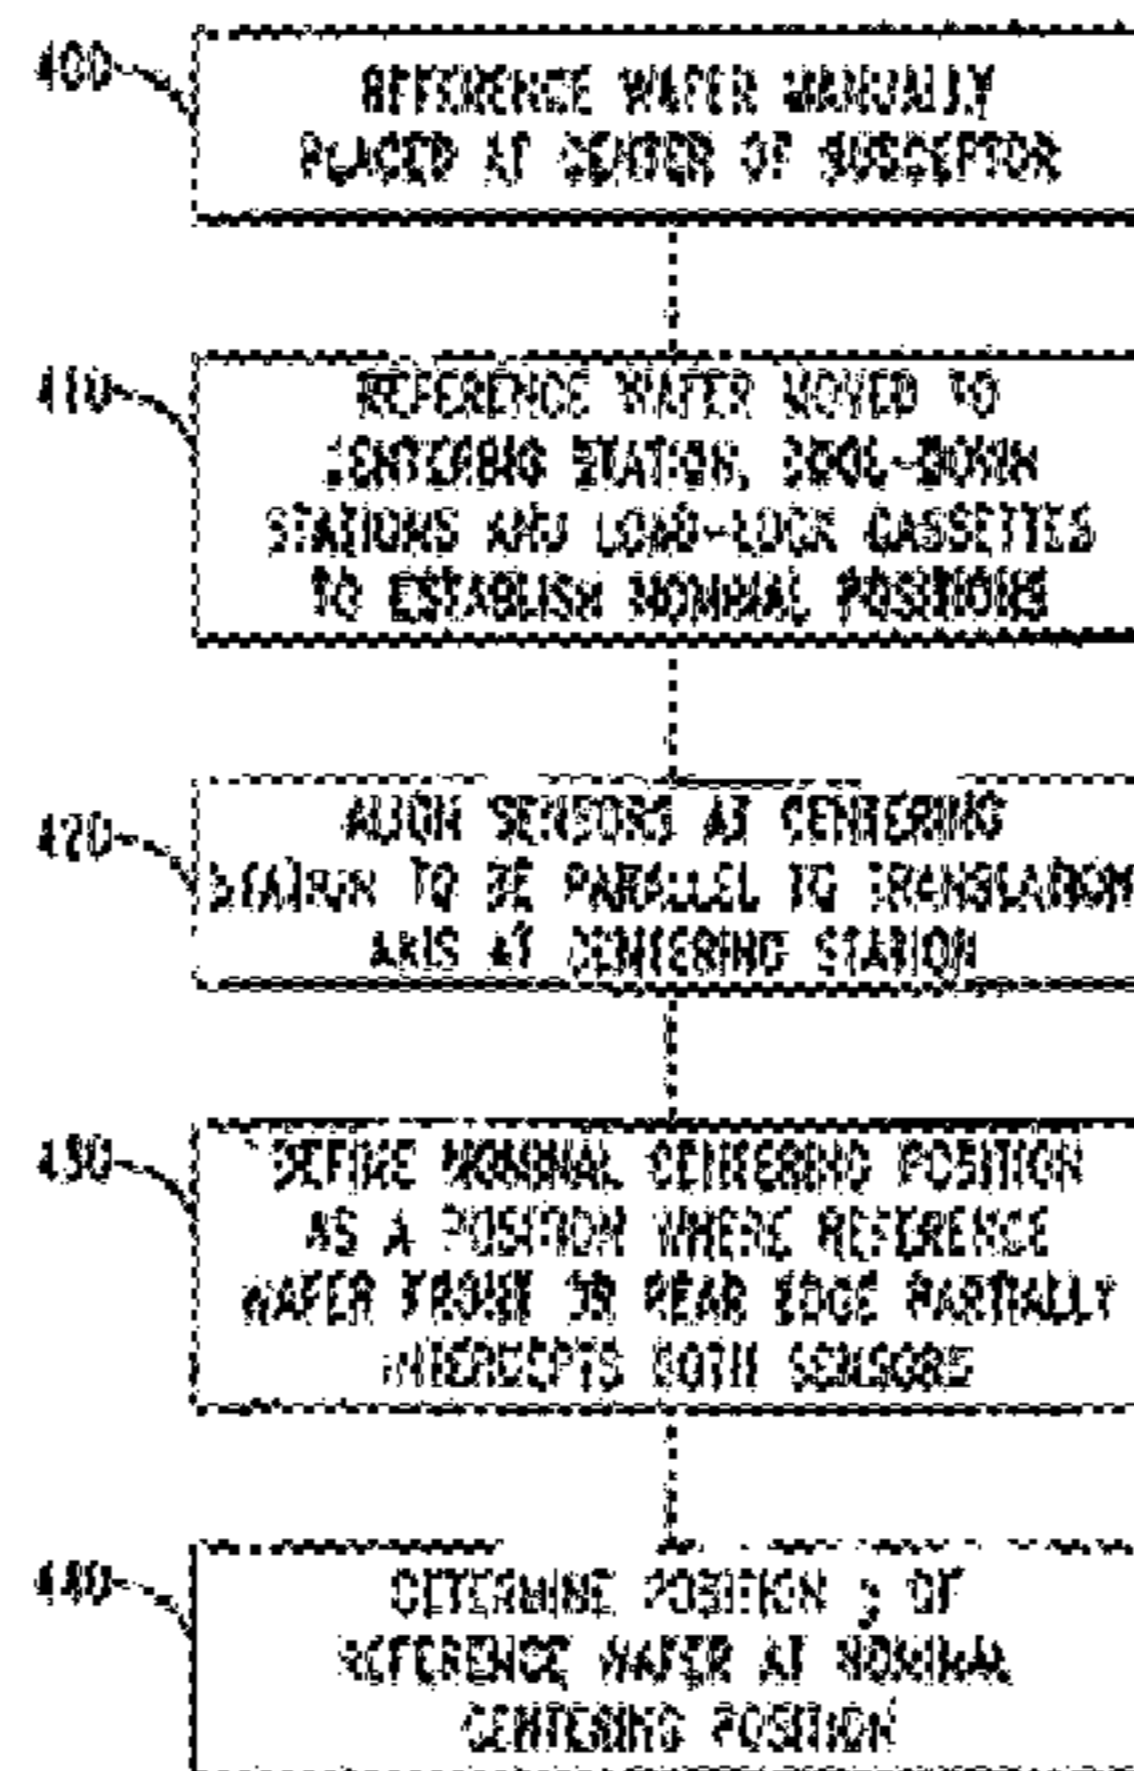 400
REFERENCE WAFER MANUALLY
PLACED AT CENTER OF SUSCEPTOR
410
REFERENCE WAFER MOVED TO
CENTERING STATION, COOL-DOWN
STATIONS AND LOAD-LOCK CASSETTES
TO ESTABLISH NOMINAL POSITIONS
420
ALIGN SENSORS AT CENTERING
STATION TO BE PARALLEL TO TRANSLATION
AXIS AT CENTERING STATION
430
DEFINE NOMINAL CENTERING POSITION
AS A POSITION WHERE REFERENCE
WAFER FRONT OR REAR EDGE PARTIALLY
INTERCEPTS BOTH SENSORS
440
DETERMINE POSITION OF
REFERENCE WAFER AT NOMINAL
CENTERING POSITION